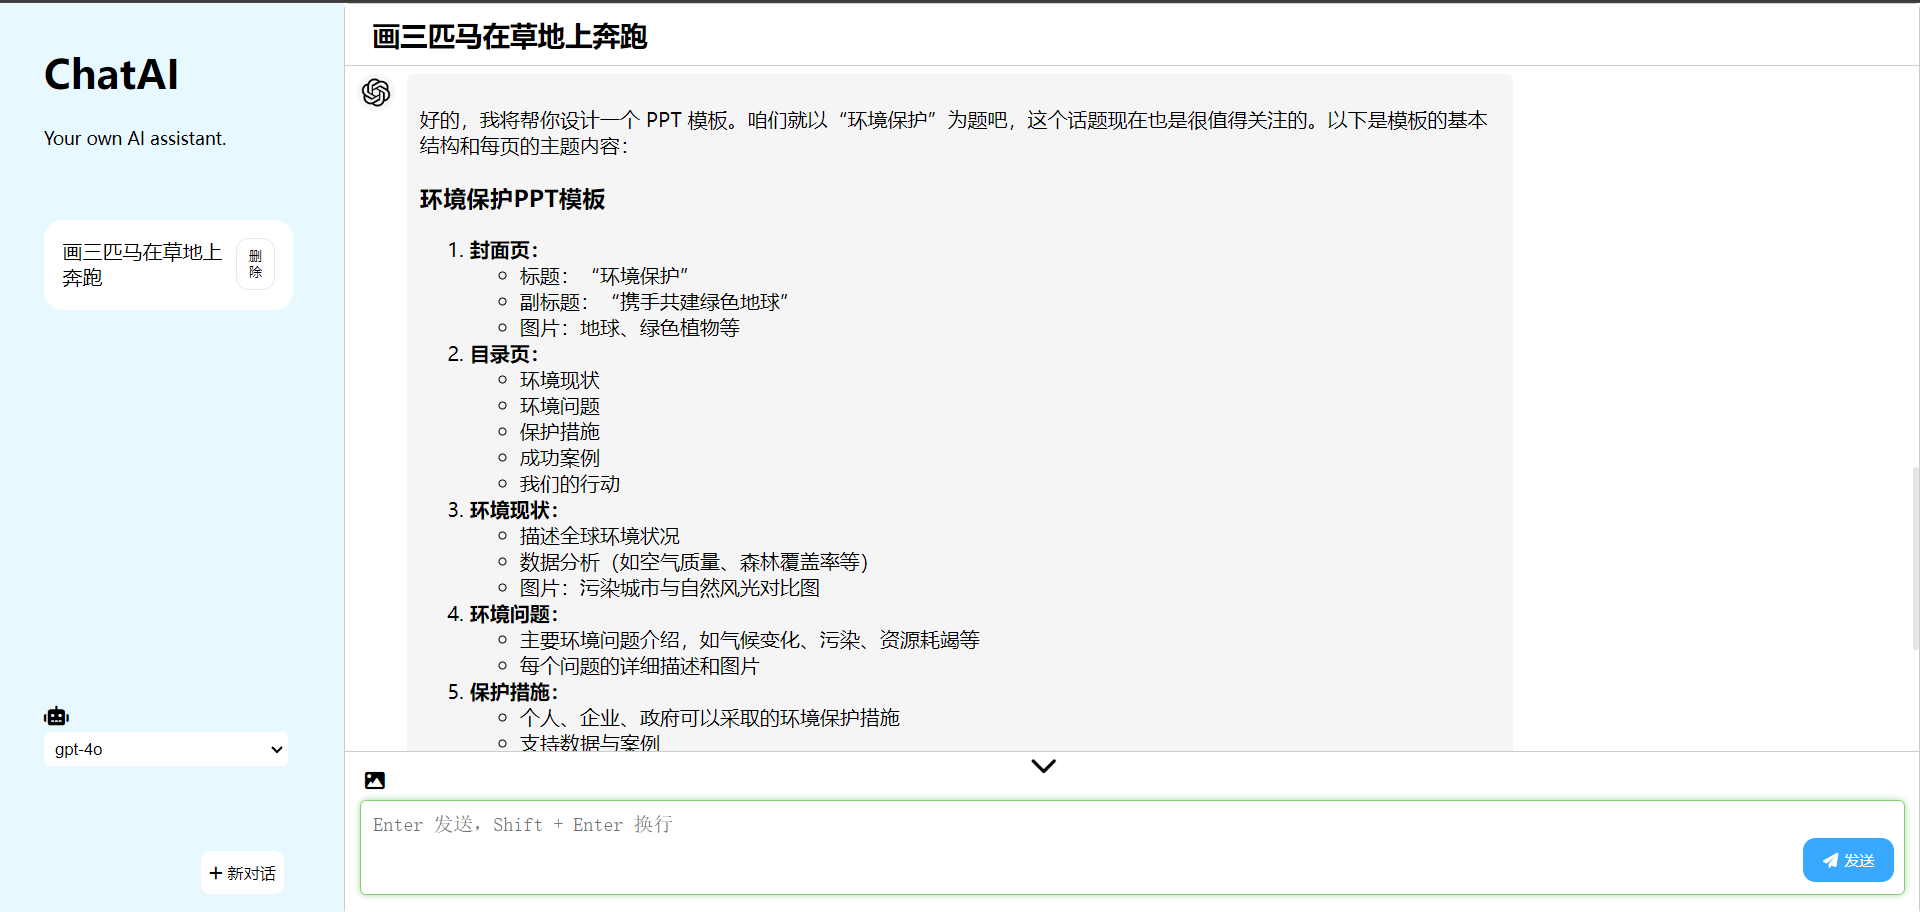 ChatAI
Your own AI assistant.
画三匹马在草地上
奔跑
删
除
gpt-4o
+ 新对话
画三匹马在草地上奔跑
好的，我将帮你设计一个 PPT 模板。咱们就以“环境保护”为题吧，这个话题现在也是很值得关注的。以下是模板的基本
结构和每页的主题内容：
环境保护PPT模板
1. 封面页：
标题：“环境保护”
副标题：“携手共建绿色地球”
图片：地球、绿色植物等
2. 目录页：
环境现状
环境问题
保护措施
成功案例
我们的行动
3. 环境现状：
描述全球环境状况
数据分析（如空气质量、森林覆盖率等）
图片：污染城市与自然风光对比图
4. 环境问题：
主要环境问题介绍，如气候变化、污染、资源耗竭等
每个问题的详细描述和图片
5. 保护措施：
个人、企业、政府可以采取的环境保护措施
支持数据与案例
Enter 发送，Shift + Enter 换行
发送